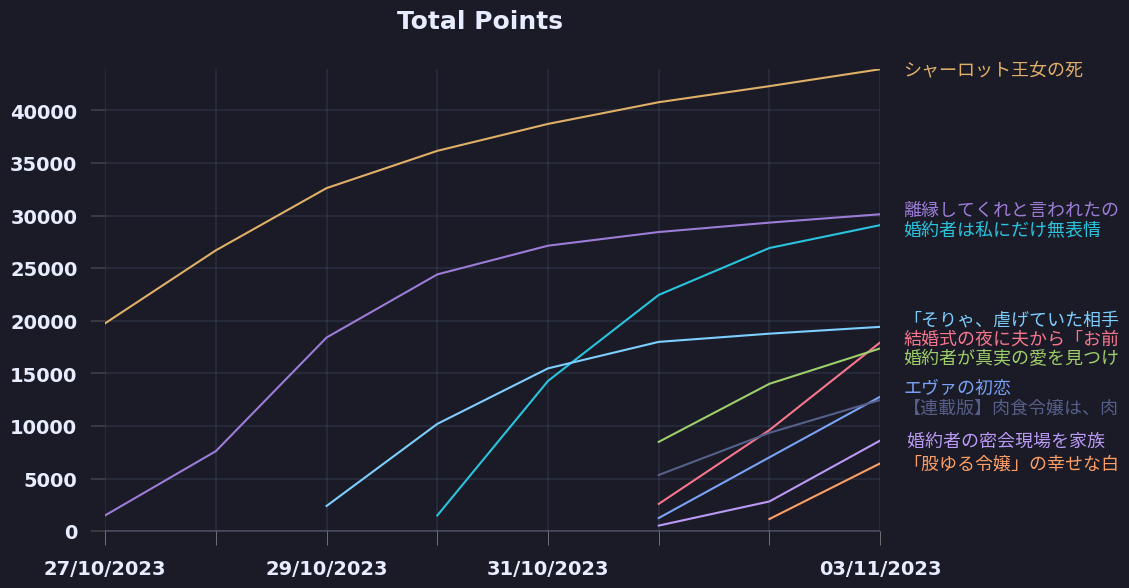 Total Points
シャーロット王女の死
40000
35000
30000
離縁してくれと言われたの
婚約者は私にだけ無表情
25000
20000
「そりゃ、虐げていた相手
結婚式の夜に夫から「お前
婚約者が真実の愛を見つけ
15000
エヴァの初恋
【連載版】肉食令嬢は、肉
10000
婚約者の密会現場を家族
「股ゆる令嬢」の幸せな白
5000
0
27/10/2023 29/10/2023 31/10/2023 03/11/2023